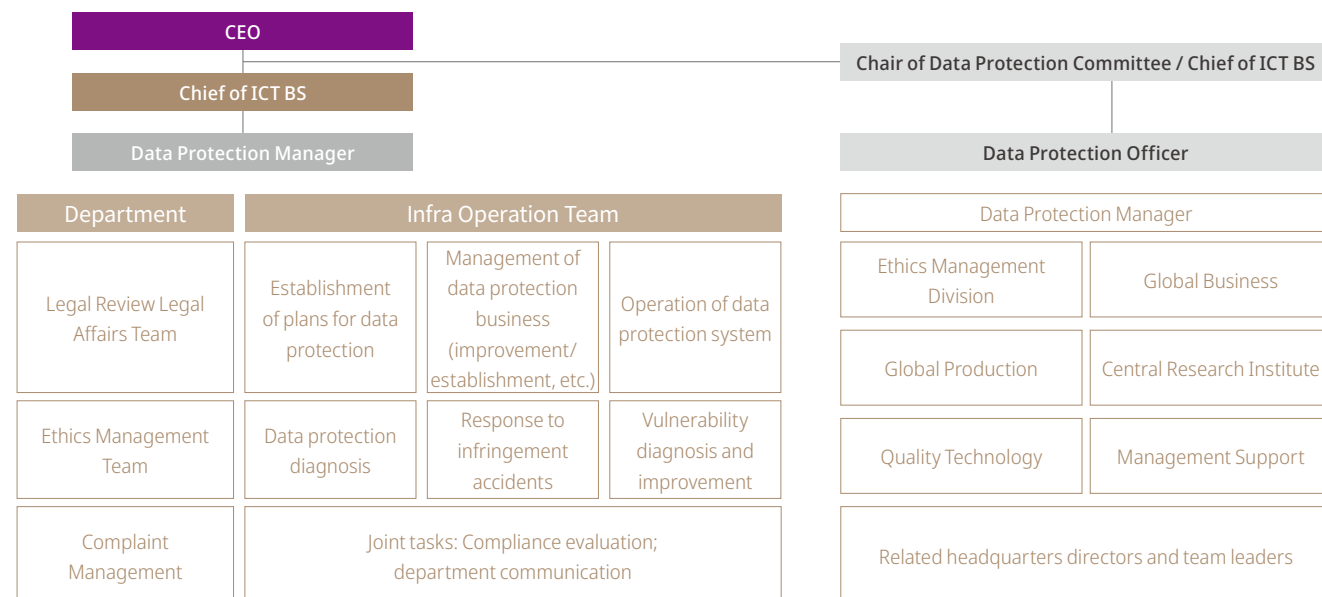 CEO
Chief of ICT BS
Data Protection Manager
Chair of Data Protection Committee / Chief of ICT BS
Data Protection Officer
Department
Infra Operation Team
Legal Review Legal
Affairs Team
Establishment
of plans for data
protection
Management of
data protection
business
(improvement/
establishment, etc.)
Operation of data
protection system
Ethics Management
Team
Data protection
diagnosis
Response to
infringement
accidents
Vulnerability
diagnosis and
improvement
Complaint
Management
Joint tasks: Compliance evaluation;
department communication
Data Protection Manager
Ethics Management
Division
Global Business
Global Production
Central Research Institute
Quality Technology
Management Support
Related headquarters directors and team leaders